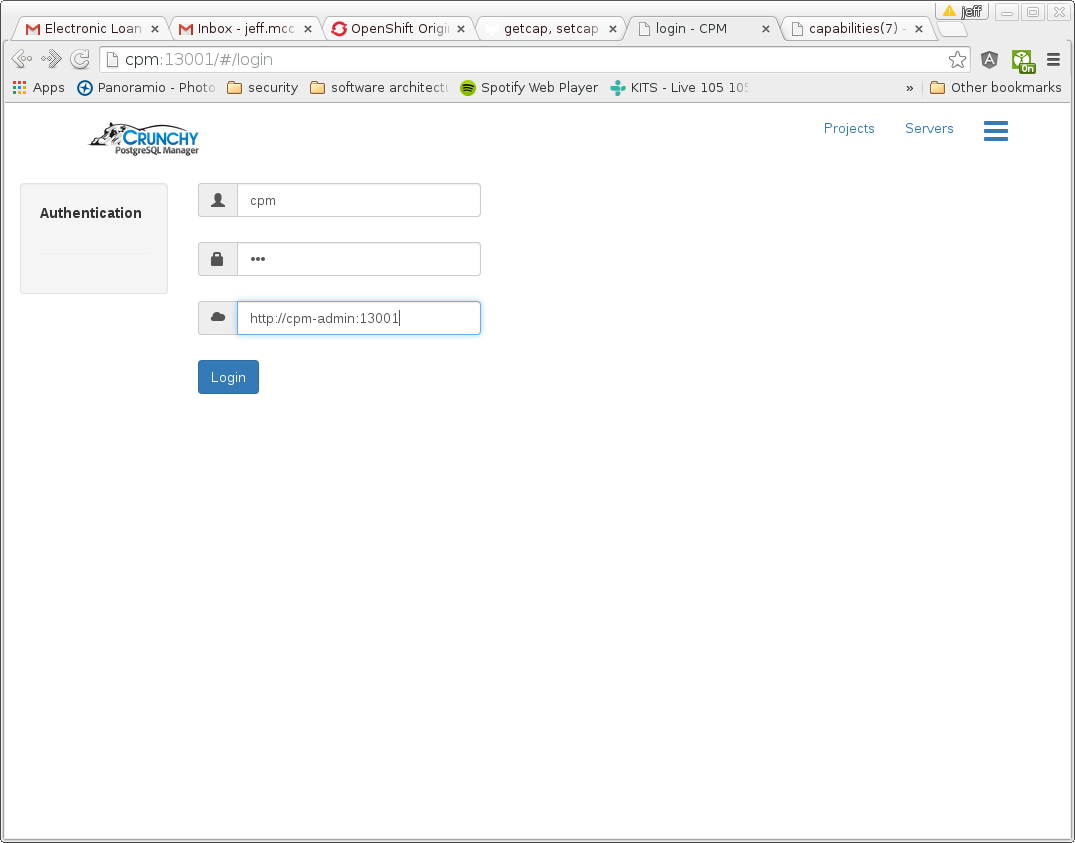 jeff
Electronic Loan
Inbox - jeff.mcc
OpenShift Origi
getcap, setcap
login - CPM
capabilities(7) -
cpm:13001/#/login
On
Apps
Panoramio - Photo
security
software architectu
Spotify Web Player
KITS - Live 105 105
»
Other bookmarks
CRUNCHY
PostgreSQL Manager
Projects
Servers
Authentication
cpm
•••
http://cpm-admin:13001
Login